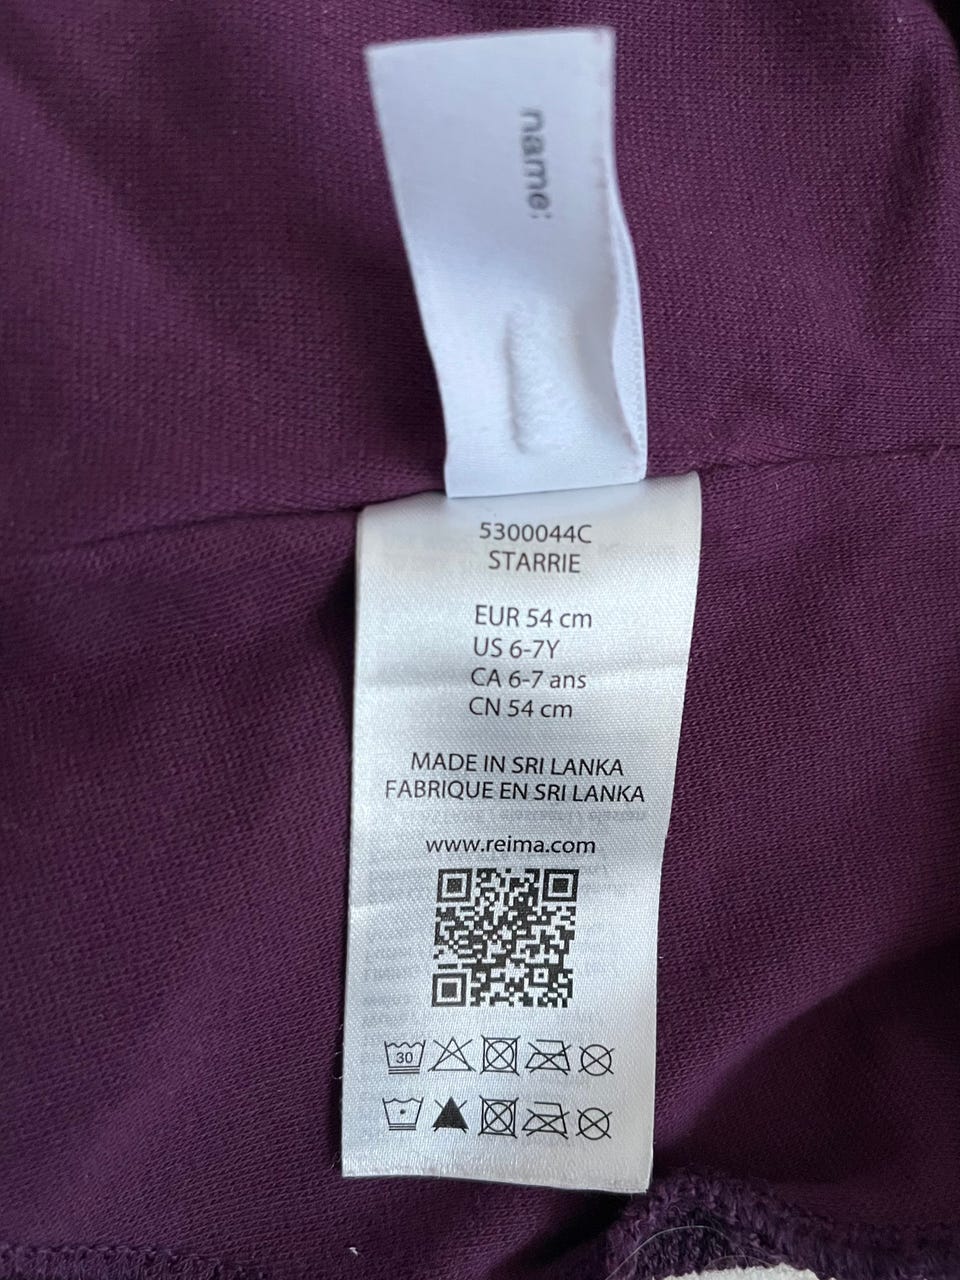 name:
5300044C
STARRIE
EUR 54 cm
US 6-7Y
CA 6-7 ans
CN 54 cm
MADE IN SRI LANKA
FABRIQUE EN SRI LANKA
www.reima.com
30